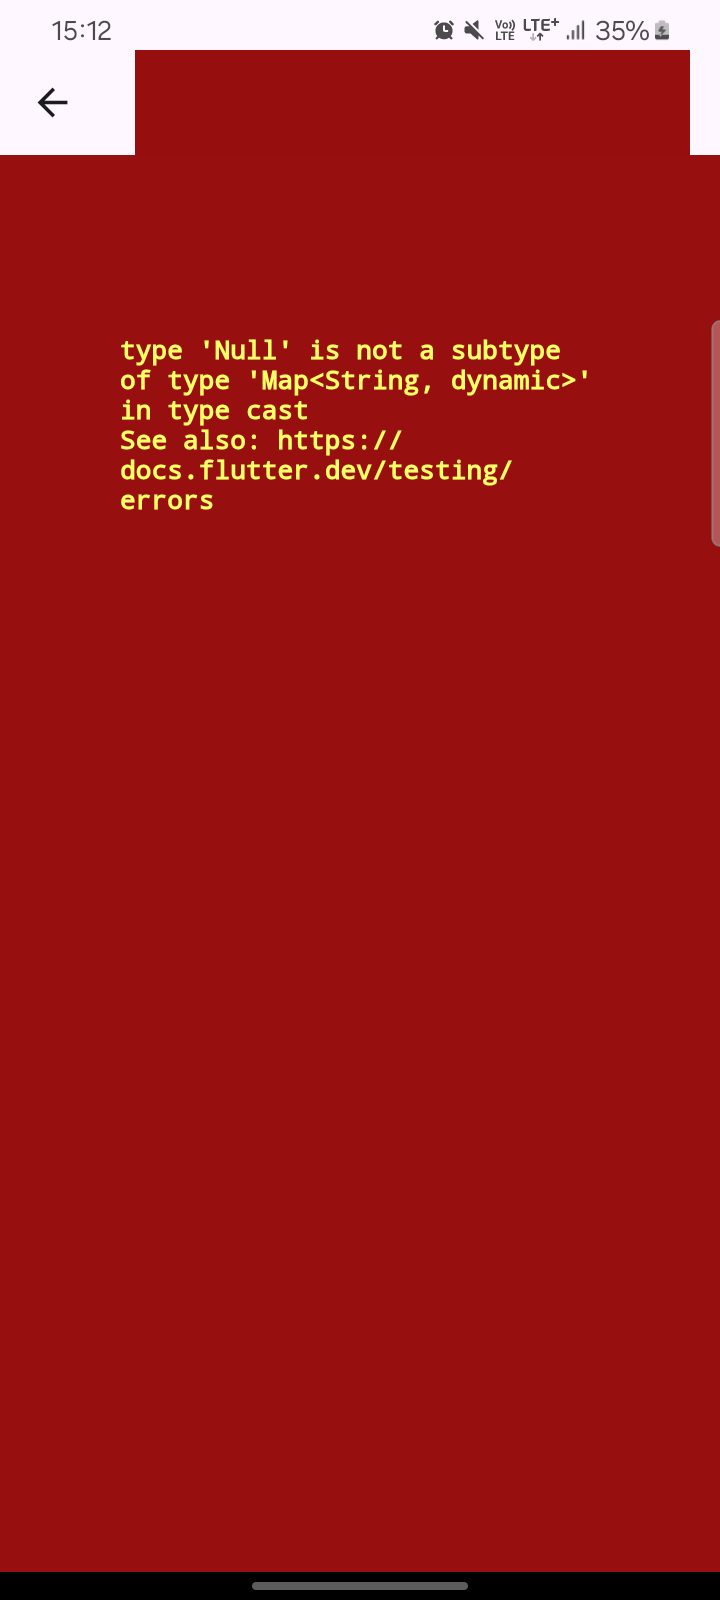 15:12
Vo)) LTE LTE+ 35%
type 'Null' is not a subtype
of type 'Map<String, dynamic>'
in type cast
See also: https://
docs.flutter.dev/testing/
errors